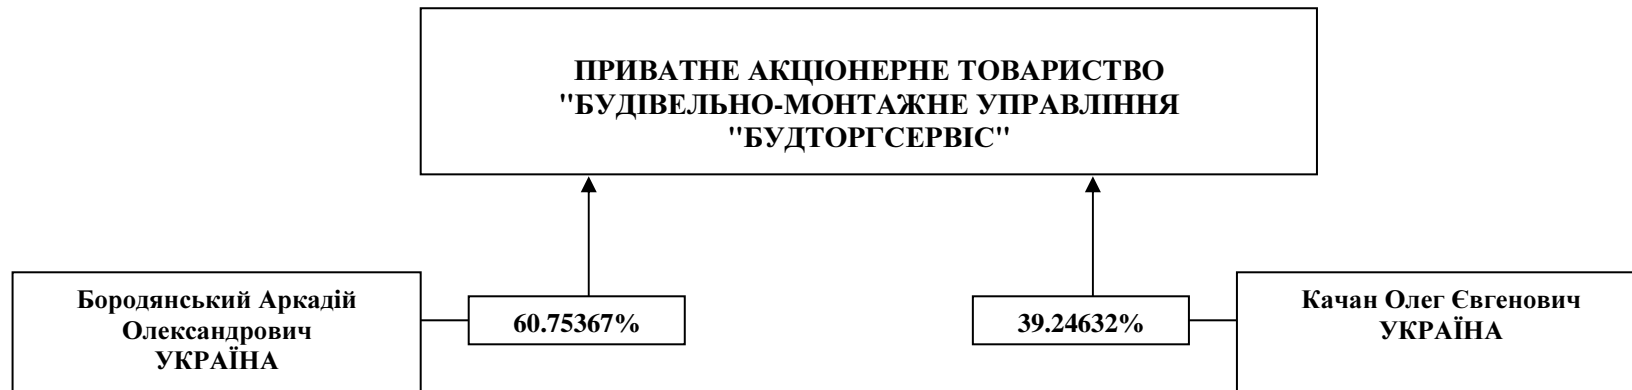 ПРИВАТНЕ АКЦІОНЕРНЕ ТОВАРИСТВО
"БУДІВЕЛЬНО-МОНТАЖНЕ УПРАВЛІННЯ
"БУДТОРГСЕРВІС"
Бородянський Аркадій
Олександрович
УКРАЇНА
60.75367%
39.24632%
Качан Олег Євгенович
УКРАЇНА